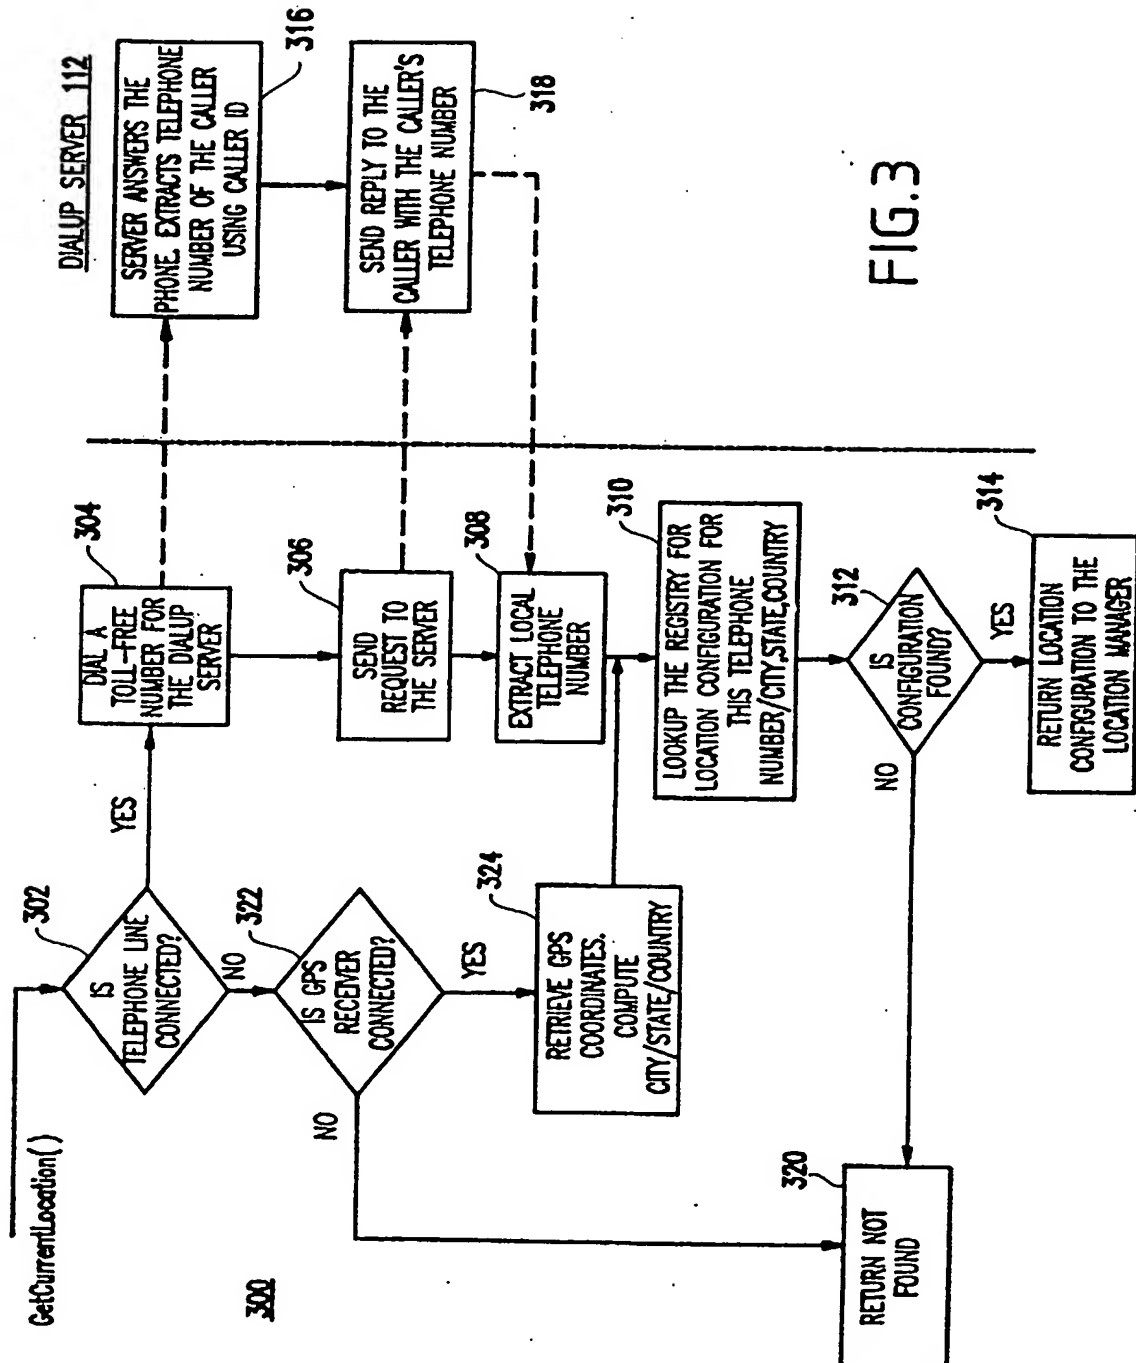 GetCurrentLocation()
300
302
IS
TELEPHONE LINE
CONNECTED?
YES
NO
304
DIAL A
TOLL-FREE
NUMBER FOR
THE DIALUP
SERVER
DIALUP SERVER 112
SERVER ANSWERS THE
PHONE. EXTRACTS TELEPHONE
NUMBER OF THE CALLER
USING CALLER ID
316
322
IS GPS
RECEIVER
CONNECTED?
NO
YES
306
SEND
REQUEST TO
THE SERVER
SEND REPLY TO THE
CALLER WITH THE CALLER'S
TELEPHONE NUMBER
318
308
EXTRACT LOCAL
TELEPHONE
NUMBER
324
RETRIEVE GPS
COORDINATES.
COMPUTE
CITY/STATE/COUNTRY
310
LOOKUP THE REGISTRY FOR
LOCATION CONFIGURATION FOR
THIS TELEPHONE
NUMBER/CITY,STATE,COUNTRY
312
IS
CONFIGURATION
FOUND?
NO
YES
320
RETURN NOT
FOUND
314
RETURN LOCATION
CONFIGURATION TO THE
LOCATION MANAGER
FIG.3